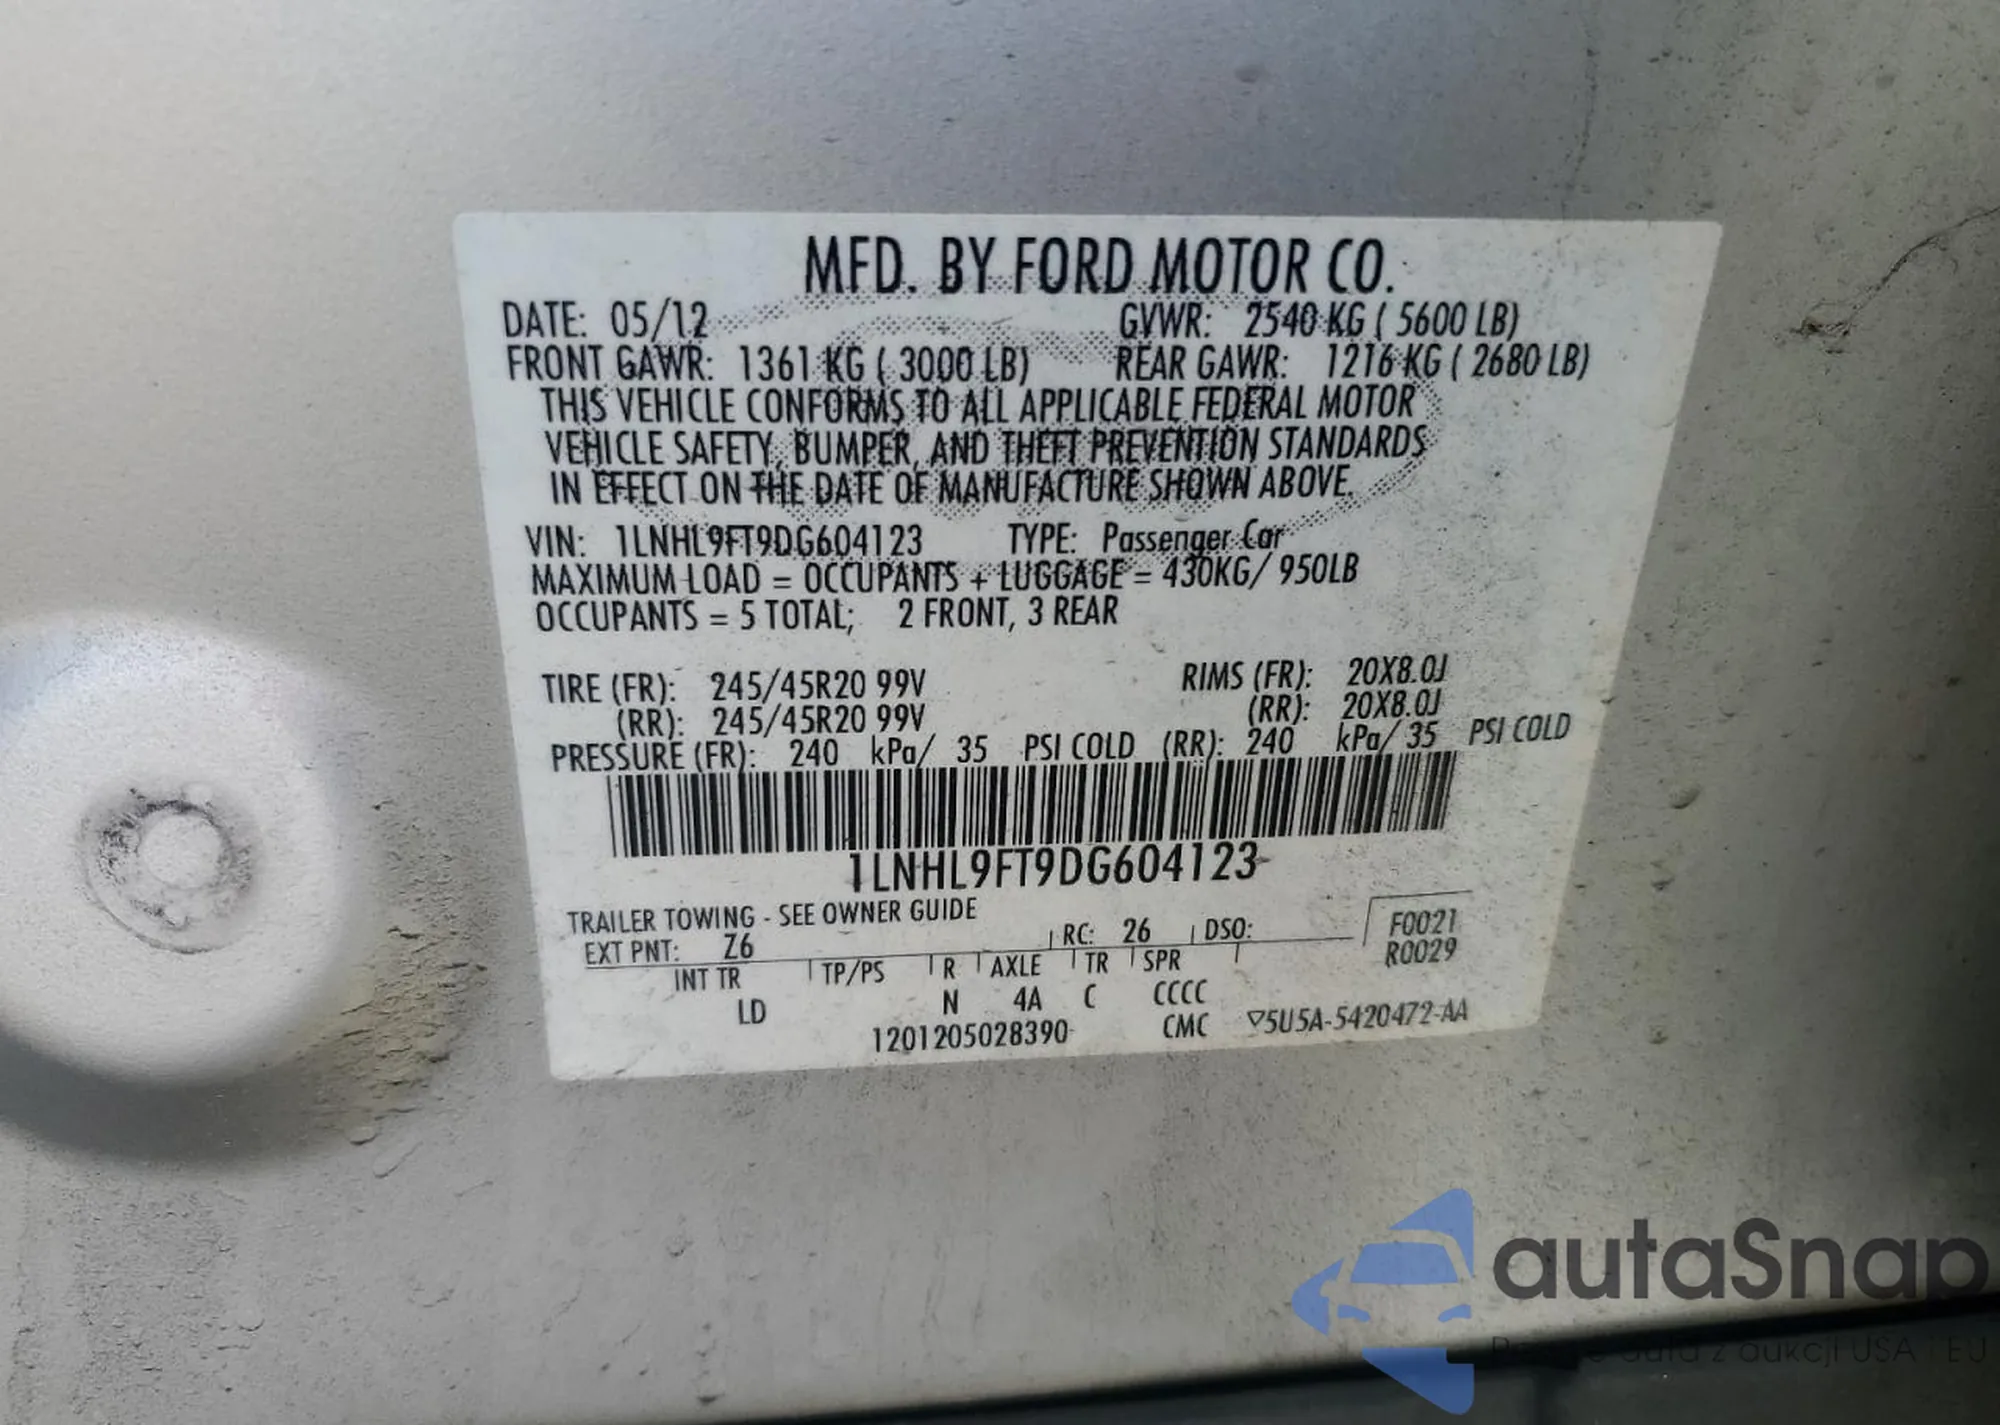 MFD. BY FORD MOTOR CO.
DATE: 05/12 GVWR: 2540 KG ( 5600 LB)
FRONT GAWR: 1361 KG ( 3000 LB) REAR GAWR: 1216 KG ( 2680 LB)
THIS VEHICLE CONFORMS TO ALL APPLICABLE FEDERAL MOTOR
VEHICLE SAFETY, BUMPER, AND THEFT PREVENTION STANDARDS
IN EFFECT ON THE DATE OF MANUFACTURE SHOWN ABOVE.
VIN: 1LNHL9FT9DG604123 TYPE: Passenger Car
MAXIMUM LOAD = OCCUPANTS + LUGGAGE = 430KG/ 950LB
OCCUPANTS = 5 TOTAL; 2 FRONT, 3 REAR
TIRE (FR): 245/45R20 99V RIMS (FR): 20X8.0J
(RR): 245/45R20 99V (RR): 20X8.0J
PRESSURE (FR): 240 kPa/ 35 PSI COLD (RR): 240 kPa/ 35 PSI COLD
1LNHL9FT9DG604123
TRAILER TOWING - SEE OWNER GUIDE
EXT PNT: Z6 RC: 26 DSO: F0021
R0029
INT TR TP/PS R AXLE TR SPR
LD N 4A C CCCC
1201205028390 CMC ▽5U5A-5420472-AA
autaSnap
auta z aukcji USA i EU